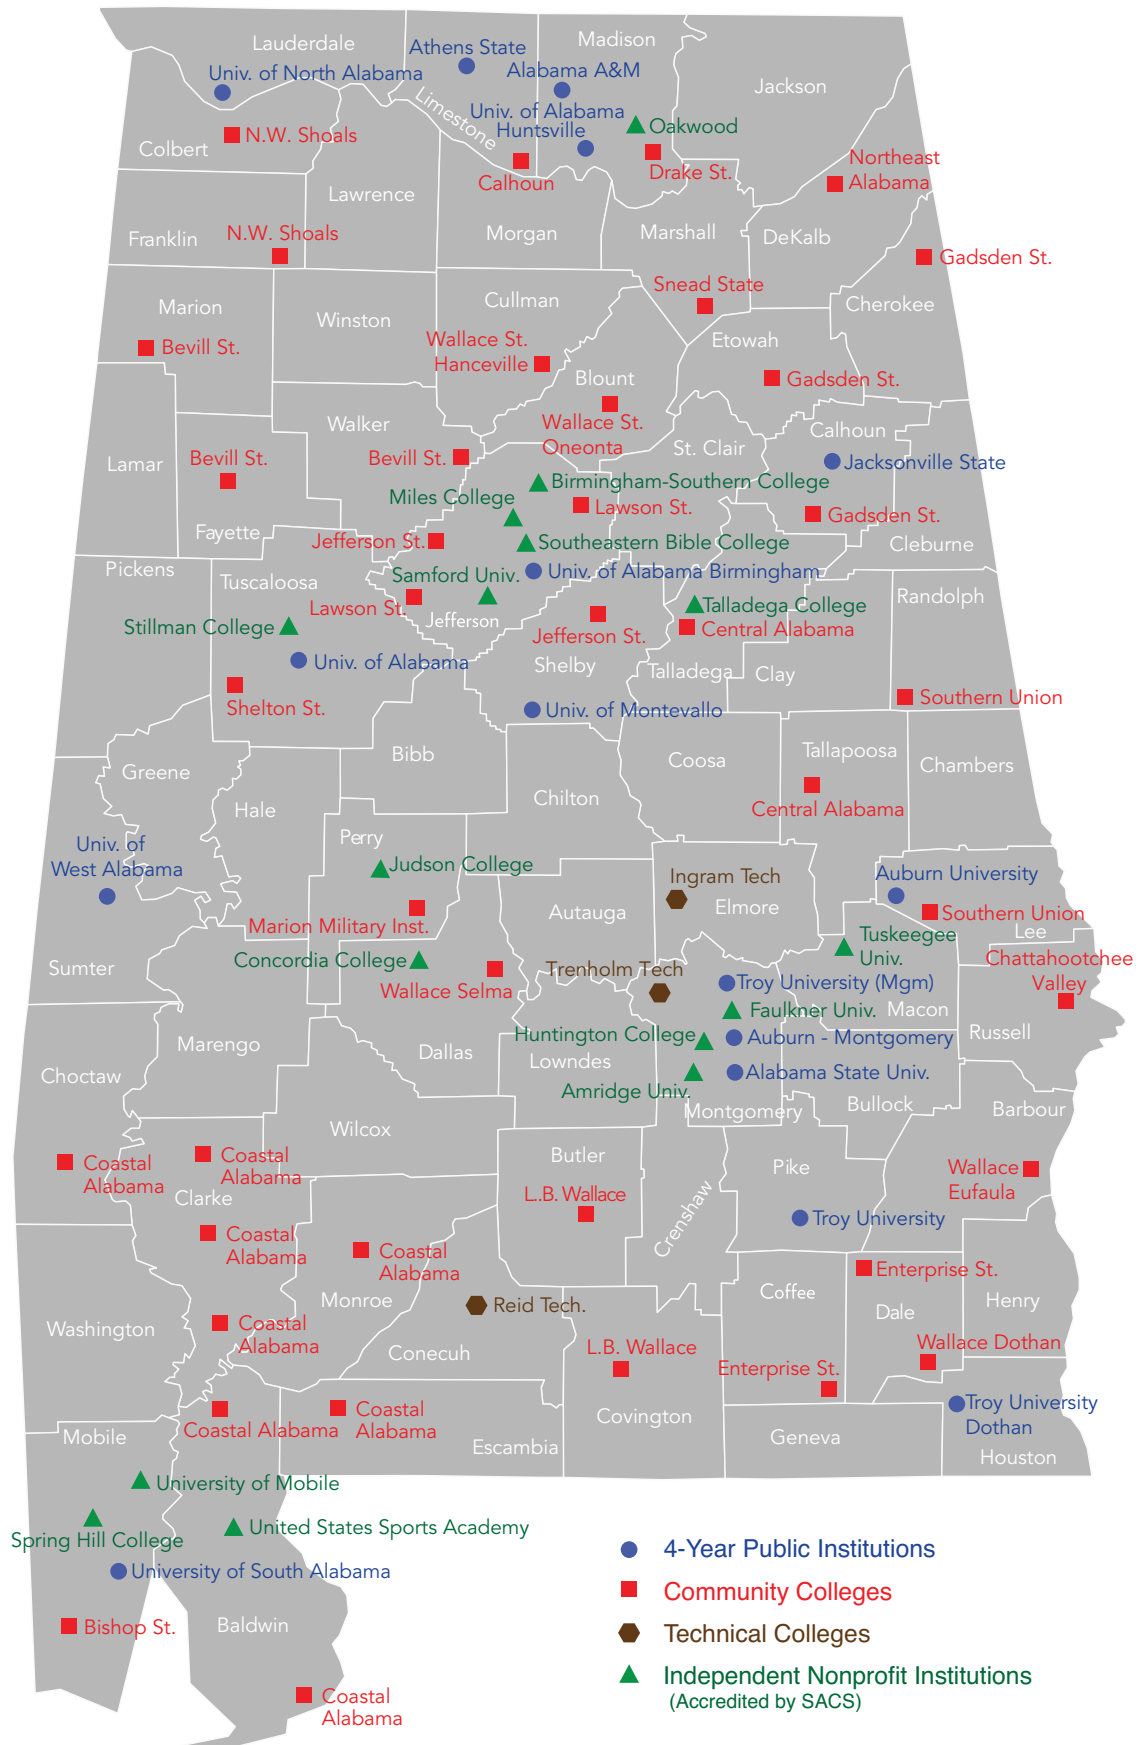 Lauderdale
Athens State
Madison
Univ. of North Alabama
Alabama A&M
Jackson
Limestone
Univ. of Alabama
Huntsville
Oakwood
N.W. Shoals
Colbert
Calhoun
Drake St.
Northeast
Alabama
Lawrence
Franklin
N.W. Shoals
Morgan
Marshall
DeKalb
Gadsden St.
Snead State
Cherokee
Marion
Winston
Cullman
Wallace St.
Hanceville
Etowah
Bevill St.
Blount
Gadsden St.
Walker
Wallace St.
Oneonta
St. Clair
Calhoun
Lamar
Bevill St.
Bevill St.
Jacksonville State
Birmingham-Southern College
Miles College
Lawson St.
Gadsden St.
Fayette
Jefferson St.
Southeastern Bible College
Cleburne
Pickens
Tuscaloosa
Samford Univ.
Univ. of Alabama Birmingham
Randolph
Lawson St.
Jefferson
Talladega College
Stillman College
Jefferson St.
Central Alabama
Univ. of Alabama
Shelby
Talladega
Clay
Shelton St.
Univ. of Montevallo
Southern Union
Bibb
Coosa
Tallapoosa
Chambers
Greene
Hale
Chilton
Central Alabama
Perry
Univ. of
West Alabama
Judson College
Ingram Tech
Auburn University
Marion Military Inst.
Autauga
Elmore
Southern Union
Lee
Tuskeegee
Univ.
Sumter
Concordia College
Trenholm Tech
Chattahootchee
Valley
Wallace Selma
Troy University (Mgm)
Faulkner Univ.
Macon
Russell
Marengo
Dallas
Huntington College
Auburn - Montgomery
Lowndes
Choctaw
Amridge Univ.
Alabama State Univ.
Montgomery
Bullock
Barbour
Wilcox
Coastal
Alabama
Coastal
Alabama
Butler
Pike
Wallace
Eufaula
Clarke
L..B. Wallace
Crenshaw
Troy University
Coastal
Alabama
Coastal
Alabama
Enterprise St.
Monroe
Reid Tech.
Coffee
Dale
Henry
Washington
Coastal
Alabama
Conecuh
L.B. Wallace
Wallace Dothan
Enterprise St.
Coastal Alabama
Coastal
Alabama
Covington
Troy University
Dothan
Mobile
Escambia
Geneva
Houston
University of Mobile
Spring Hill College
United States Sports Academy
University of South Alabama
Bishop St.
Baldwin
Coastal
Alabama
4-Year Public Institutions
Community Colleges
Technical Colleges
Independent Nonprofit Institutions
(Accredited by SACS)